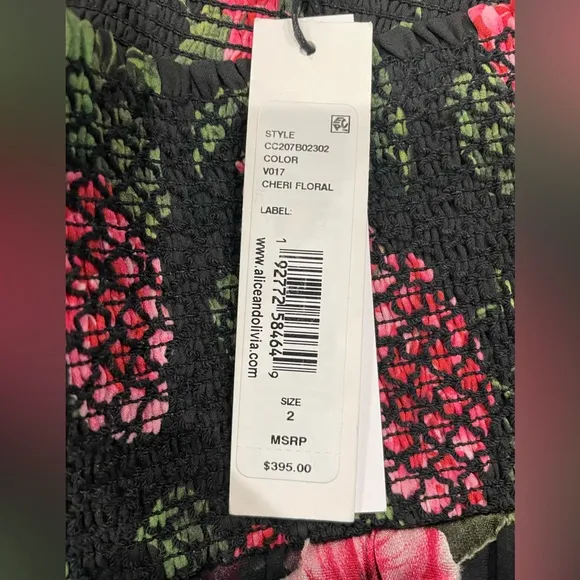 STYLE
CC207B02302
COLOR
V017
CHERI FLORAL
LABEL:
1 92772 58464 9
www.aliceandolivia.com
SIZE
2
MSRP
$395.00